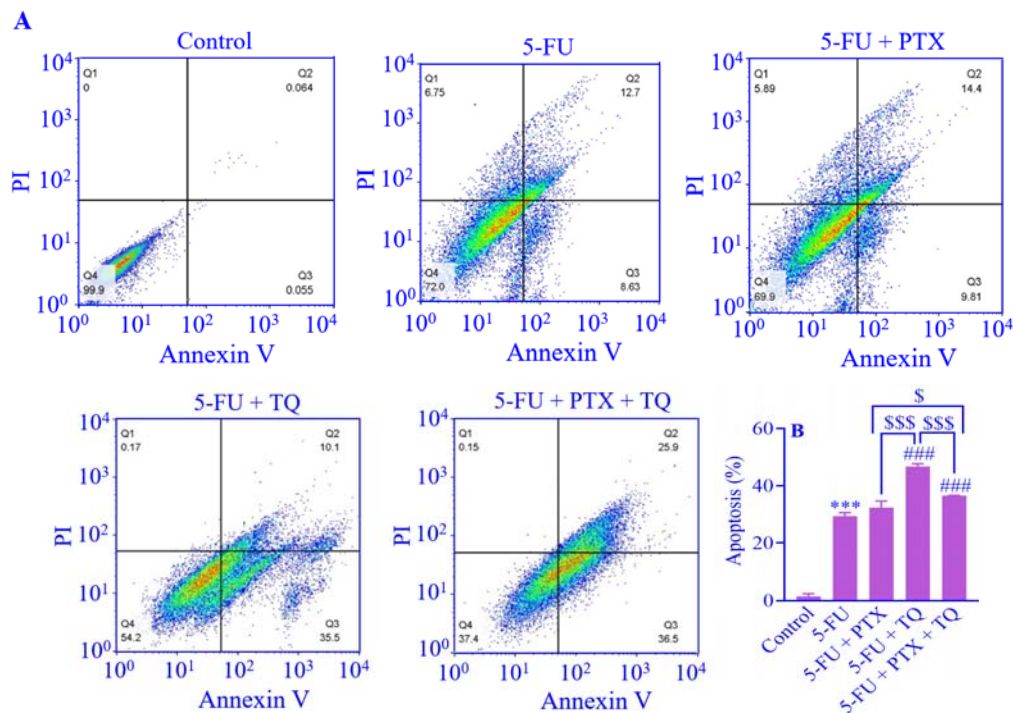 A
Control
10⁴
10³
10²
10¹
10⁰
PI
Q1
0
Q2
0.064
Q4
99.9
Q3
0.055
10⁰ 10¹ 10² 10³ 10⁴
Annexin V
5-FU
10⁴
10³
10²
10¹
10⁰
PI
Q1
6.75
Q2
12.7
Q4
72.0
Q3
8.63
10⁰ 10¹ 10² 10³ 10⁴
Annexin V
5-FU + PTX
10⁴
10³
10²
10¹
10⁰
PI
Q1
5.89
Q2
14.4
Q4
69.9
Q3
9.81
10⁰ 10¹ 10² 10³ 10⁴
Annexin V
5-FU + TQ
10⁴
10³
10²
10¹
10⁰
PI
Q1
0.17
Q2
10.1
Q4
54.2
Q3
35.5
10⁰ 10¹ 10² 10³ 10⁴
Annexin V
5-FU + PTX + TQ
10⁴
10³
10²
10¹
10⁰
PI
Q1
0.15
Q2
25.9
Q4
37.4
Q3
36.5
10⁰ 10¹ 10² 10³ 10⁴
Annexin V
B
$
$$$ $$$
###
###
***
60
40
20
0
Apoptosis (%)
Control
5-FU
5-FU + PTX
5-FU + TQ
5-FU + PTX + TQ